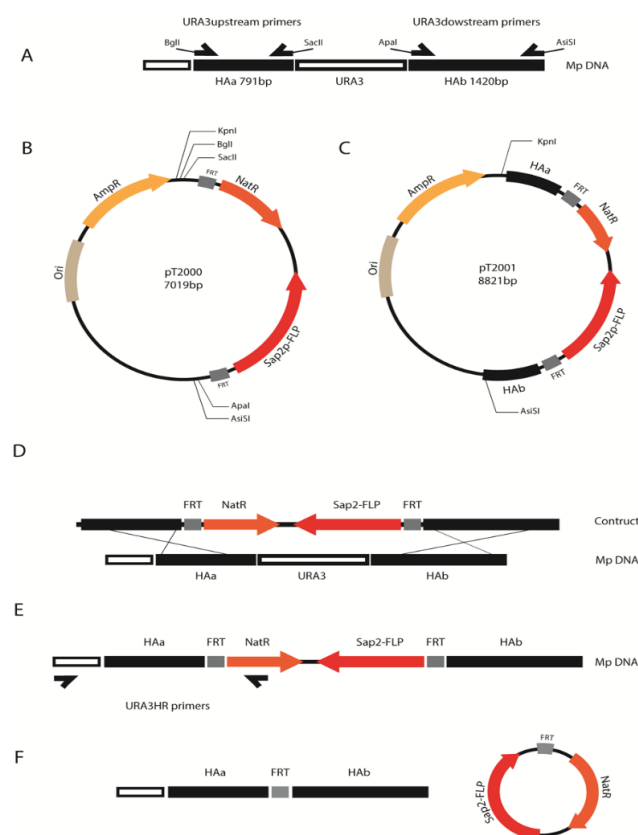 URA3upstream primers URA3dowstream primers
A
BglI SacII ApaI AsiSI
Mp DNA
HAa 791bp URA3 HAb 1420bp
B
KpnI
BglI
SacII
AmpR
FRT
NatR
Ori
pT2000
7019bp
Sap2p-FLP
FRT
ApaI
AsiSI
C
KpnI
HAa
AmpR
FRT
NatR
Ori
pT2001
8821bp
Sap2p-FLP
FRT
HAb
AsiSI
D
FRT NatR Sap2-FLP FRT
Contruct
Mp DNA
HAa URA3 HAb
E
HAa FRT NatR Sap2-FLP FRT HAb
Mp DNA
URA3HR primers
F
HAa FRT HAb
FRT
Sap2-FLP
NatR